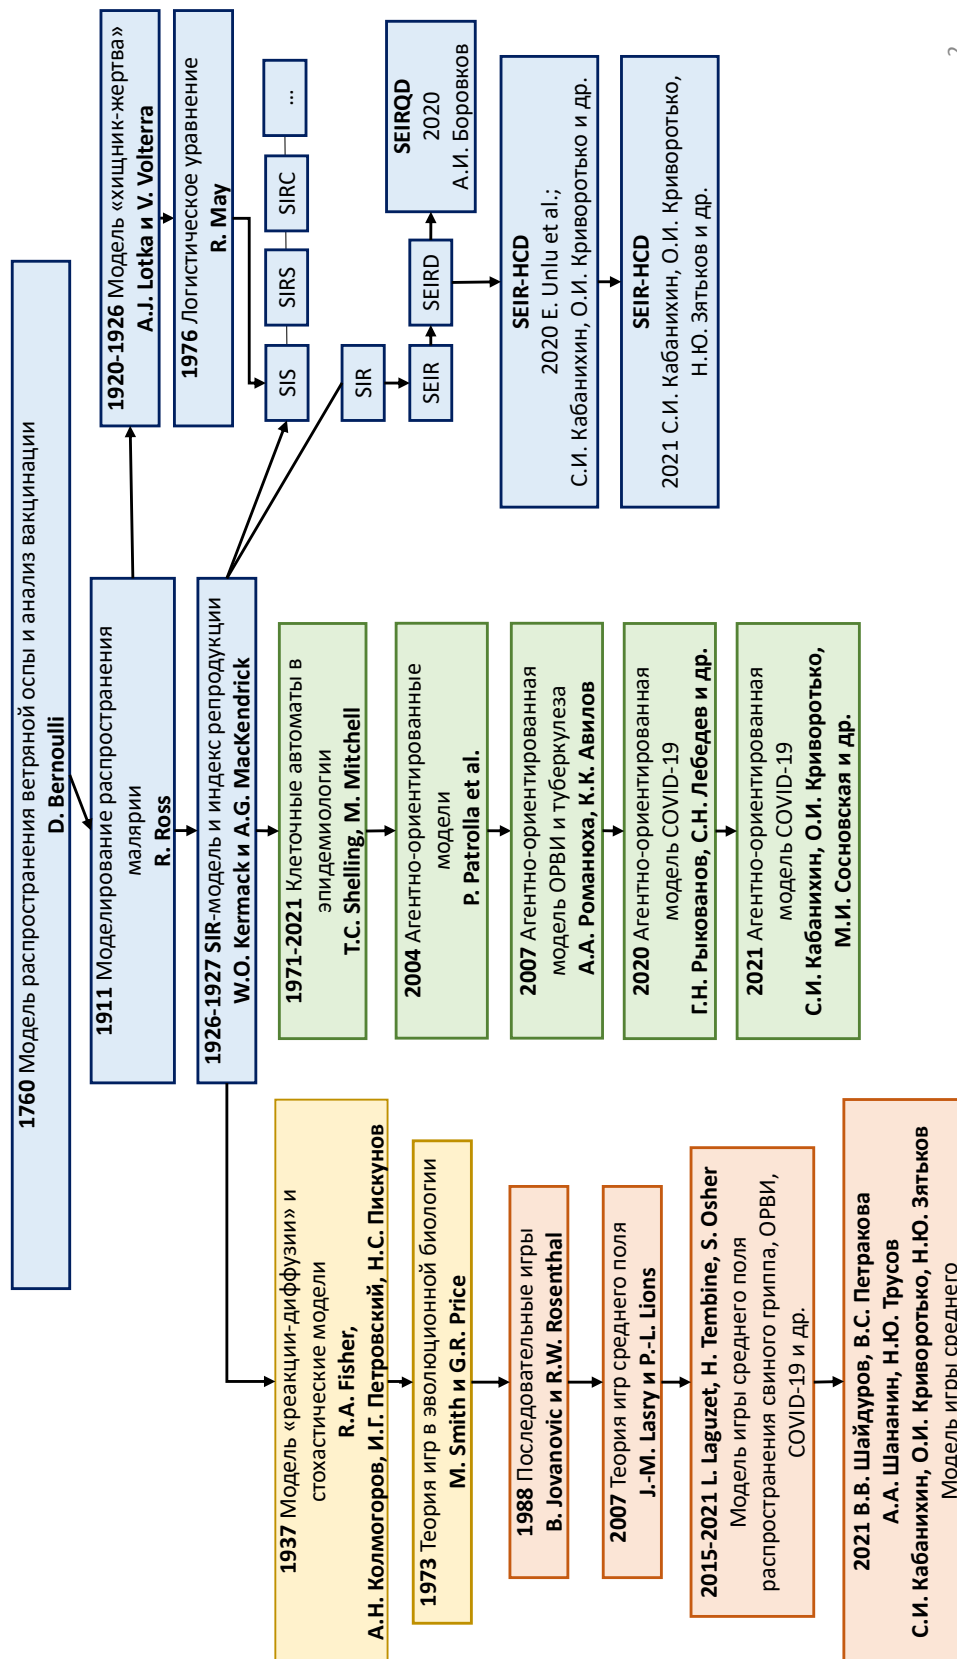 1760 Модель распространения ветряной оспы и анализ вакцинации
D. Bernoulli
1911 Моделирование распространения
малярии
R. Ross
1920-1926 Модель «хищник-жертва»
A.J. Lotka и V. Volterra
1976 Логистическое уравнение
R. May
1926-1927 SIR-модель и индекс репродукции
W.O. Kermack и A.G. MacKendrick
SIS
SIRS
SIRC
...
SIR
SEIR
SEIRD
SEIRQD
2020
А.И. Боровков
SEIR-HCD
2020 E. Unlu et al.;
С.И. Кабанихин, О.И. Криворотько и др.
SEIR-HCD
2021 С.И. Кабанихин, О.И. Криворотько,
Н.Ю. Зятьков и др.
1971-2021 Клеточные автоматы в
эпидемиологии
T.C. Shelling, M. Mitchell
2004 Агентно-ориентированные
модели
P. Patrolla et al.
2007 Агентно-ориентированная
модель ОРВИ и туберкулеза
А.А. Романюха, К.К. Авилов
2020 Агентно-ориентированная
модель COVID-19
Г.Н. Рыкованов, С.Н. Лебедев и др.
2021 Агентно-ориентированная
модель COVID-19
С.И. Кабанихин, О.И. Криворотько,
М.И. Сосновская и др.
1937 Модель «реакции-диффузии» и
стохастические модели
R.A. Fisher,
А.Н. Колмогоров, И.Г. Петровский, Н.С. Пискунов
1973 Теория игр в эволюционной биологии
M. Smith и G.R. Price
1988 Последовательные игры
B. Jovanovic и R.W. Rosenthal
2007 Теория игр среднего поля
J.-M. Lasry и P.-L. Lions
2015-2021 L. Laguzet, H. Tembine, S. Osher
Модель игры среднего поля
распространения свиного гриппа, ОРВИ,
COVID-19 и др.
2021 В.В. Шайдуров, В.С. Петракова
А.А. Шананин, Н.Ю. Трусов
С.И. Кабанихин, О.И. Криворотько, Н.Ю. Зятьков
Модель игры среднего